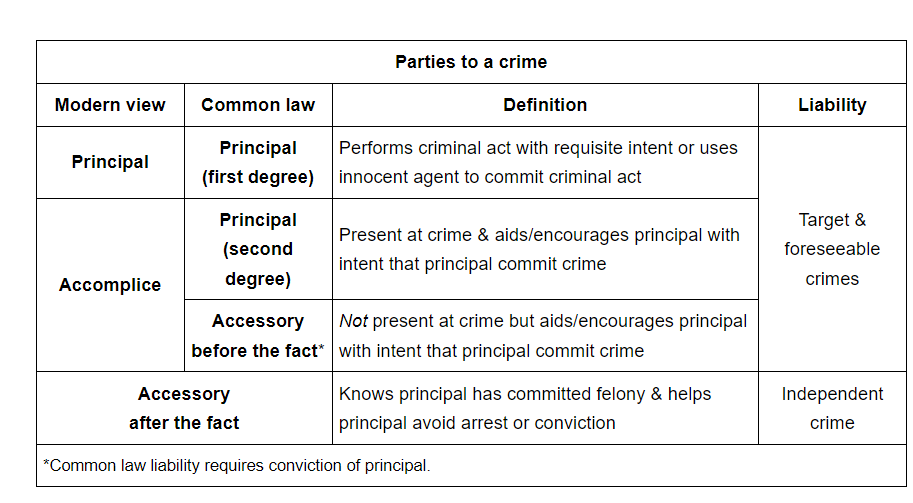 Parties to a crime
Modern view
Common law
Definition
Liability
Principal
Principal
(first degree)
Performs criminal act with requisite intent or uses
innocent agent to commit criminal act
Target &
foreseeable
crimes
Accomplice
Principal
(second
degree)
Present at crime & aids/encourages principal with
intent that principal commit crime
Accessory
before the fact*
Not present at crime but aids/encourages principal
with intent that principal commit crime
Accessory
after the fact
Knows principal has committed felony & helps
principal avoid arrest or conviction
Independent
crime
*Common law liability requires conviction of principal.